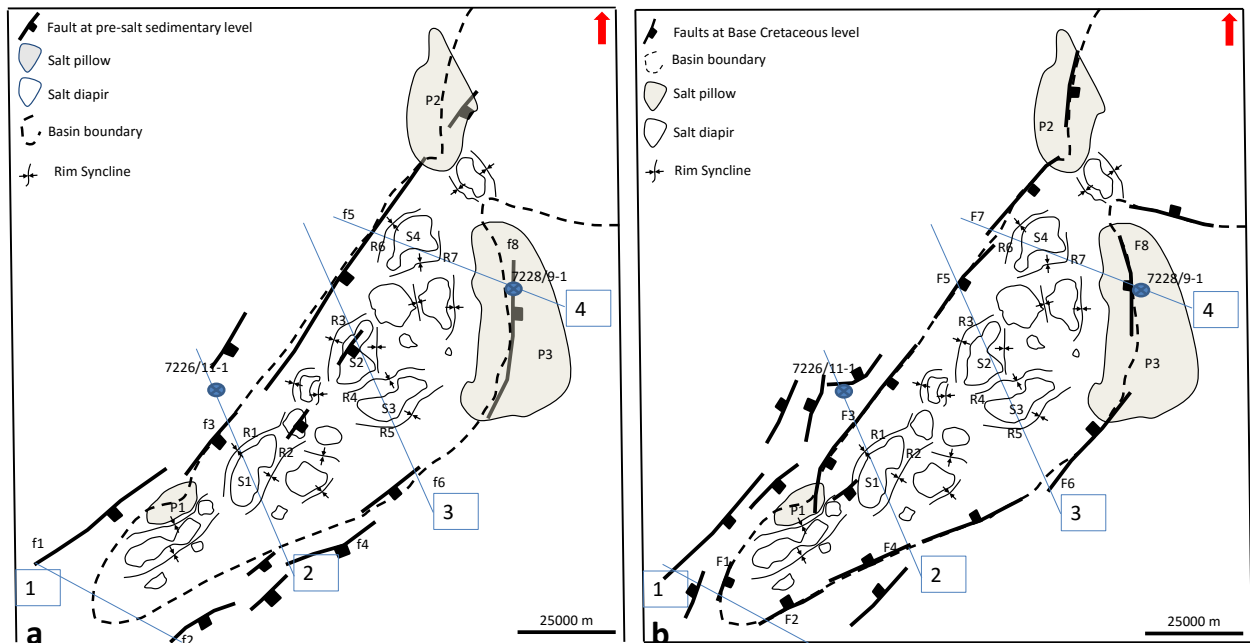 Fault at pre-salt sedimentary level
Salt pillow
Salt diapir
Basin boundary
Rim Syncline
P2
f5
S4
R6
R7
f8
7228/9-1
4
R3
S2
P3
7226/11-1
R4
S3
R5
f3
R1
R2
S1
f6
3
P1
f1
f4
1
2
f2
a
25000 m
Faults at Base Cretaceous level
Basin boundary
Salt pillow
Salt diapir
Rim Syncline
P2
F7
S4
R6
R7
F8
7228/9-1
F5
4
R3
S2
P3
7226/11-1
R4
S3
F3
R5
R1
R2
S1
F6
3
P1
F4
F1
1
2
F2
b
25000 m